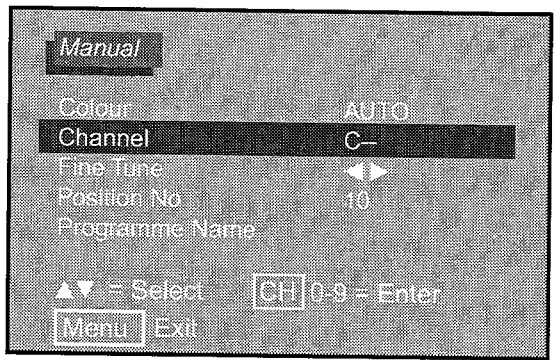 Manual
Colour AUTO
Channel C--
Fine Tune ◀▶
Position No 10
Programme Name
▲▼ = Select CH 0-9 = Enter
Menu Exit